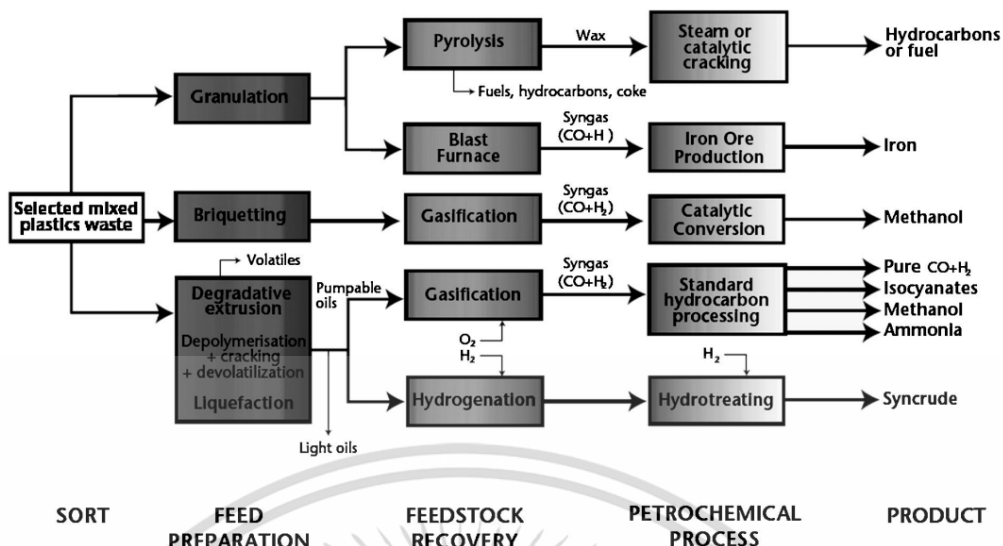 Pyrolysis
Wax
Steam or
catalytic
cracking
Hydrocarbons
or fuel
Fuels, hydrocarbons, coke
Granulation
Blast
Furnace
Syngas
(CO+H )
Iron Ore
Production
Iron
Selected mixed
plastics waste
Briquetting
Gasification
Syngas
(CO+H₂)
Catalytic
Conversion
Methanol
Volatiles
Degradative
extrusion
Depolymerisation
+ cracking
+ devolatilization
Liquefaction
Pumpable
oils
Light oils
Gasification
O₂
Syngas
(CO+H₂)
Standard
hydrocarbon
processing
Pure CO+H₂
Isocyanates
Methanol
Ammonia
H₂
Hydrogenation
H₂
Hydrotreating
Syncrude
SORT
FEED
PREPARATION
FEEDSTOCK
RECOVERY
PETROCHEMICAL
PROCESS
PRODUCT